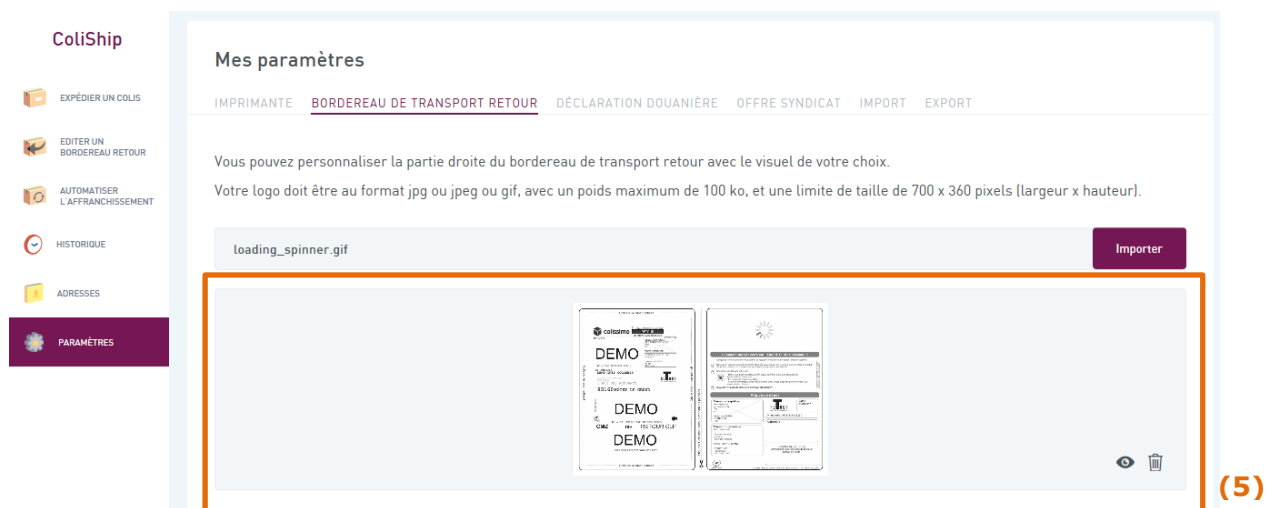 ColiShip
EXPÉDIER UN COLIS
EDITER UN
BORDEREAU RETOUR
AUTOMATISER
L'AFFRANCHISSEMENT
HISTORIQUE
ADRESSES
PARAMÈTRES
Mes paramètres
IMPRIMANTE BORDEREAU DE TRANSPORT RETOUR DÉCLARATION DOUANIÈRE OFFRE SYNDICAT IMPORT EXPORT
Vous pouvez personnaliser la partie droite du bordereau de transport retour avec le visuel de votre choix.
Votre logo doit être au format jpg ou jpeg ou gif, avec un poids maximum de 100 ko, et une limite de taille de 700 x 360 pixels (largeur x hauteur).
loading_spinner.gif Importer
colissimo
DEMO
DEMO
DEMO
(5)